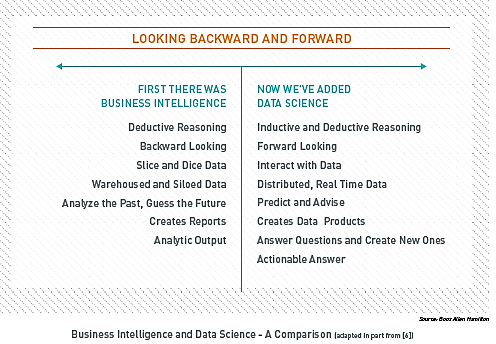 LOOKING BACKWARD AND FORWARD
FIRST THERE WAS
BUSINESS INTELLIGENCE
Deductive Reasoning
Backward Looking
Slice and Dice Data
Warehoused and Siloed Data
Analyze the Past, Guess the Future
Creates Reports
Analytic Output
NOW WE'VE ADDED
DATA SCIENCE
Inductive and Deductive Reasoning
Forward Looking
Interact with Data
Distributed, Real Time Data
Predict and Advise
Creates Data Products
Answer Questions and Create New Ones
Actionable Answer
Source: Booz Allen Hamilton
Business Intelligence and Data Science - A Comparison (adapted in part from [6])